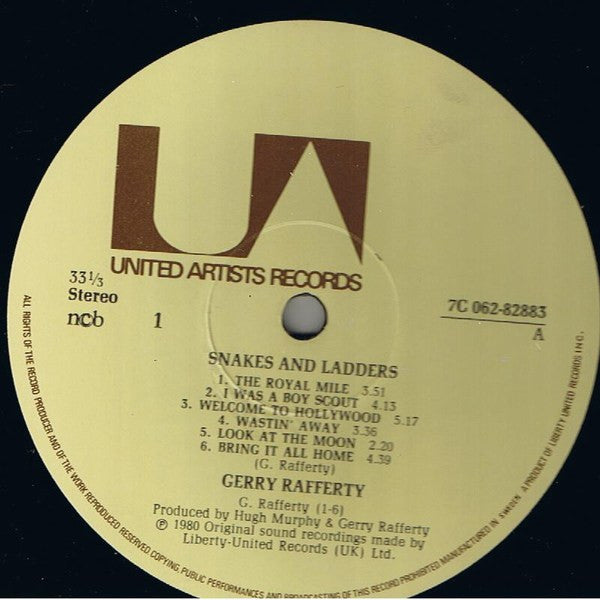 UA
UNITED ARTISTS RECORDS
33⅓
Stereo
ncb 1
7C 062-82883
A
SNAKES AND LADDERS
1. THE ROYAL MILE 3.51
2. I WAS A BOY SCOUT 4.13
3. WELCOME TO HOLLYWOOD 5.17
4. WASTIN' AWAY 3.36
5. LOOK AT THE MOON 2.20
6. BRING IT ALL HOME 4.39
(G. Rafferty)
GERRY RAFFERTY
G. Rafferty (1-6)
Produced by Hugh Murphy & Gerry Rafferty
℗ 1980 Original sound recordings made by
Liberty-United Records (UK) Ltd.
ALL RIGHTS OF THE RECORD PRODUCER AND OF THE WORK REPRODUCED RESERVED. COPYING, PUBLIC PERFORMANCES AND BROADCASTING OF THIS RECORD PROHIBITED MANUFACTURED IN SWEDEN A PRODUCT OF LIBERTY UNITED RECORDS INC.